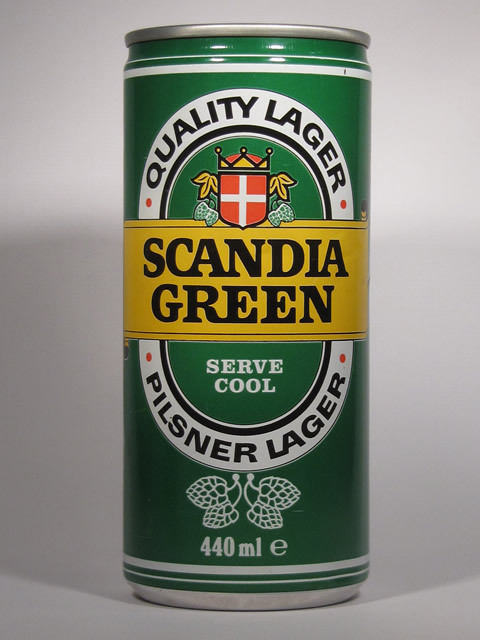 QUALITY LAGER
SCANDIA
GREEN
SERVE
COOL
PILSNER LAGER
440 ml e